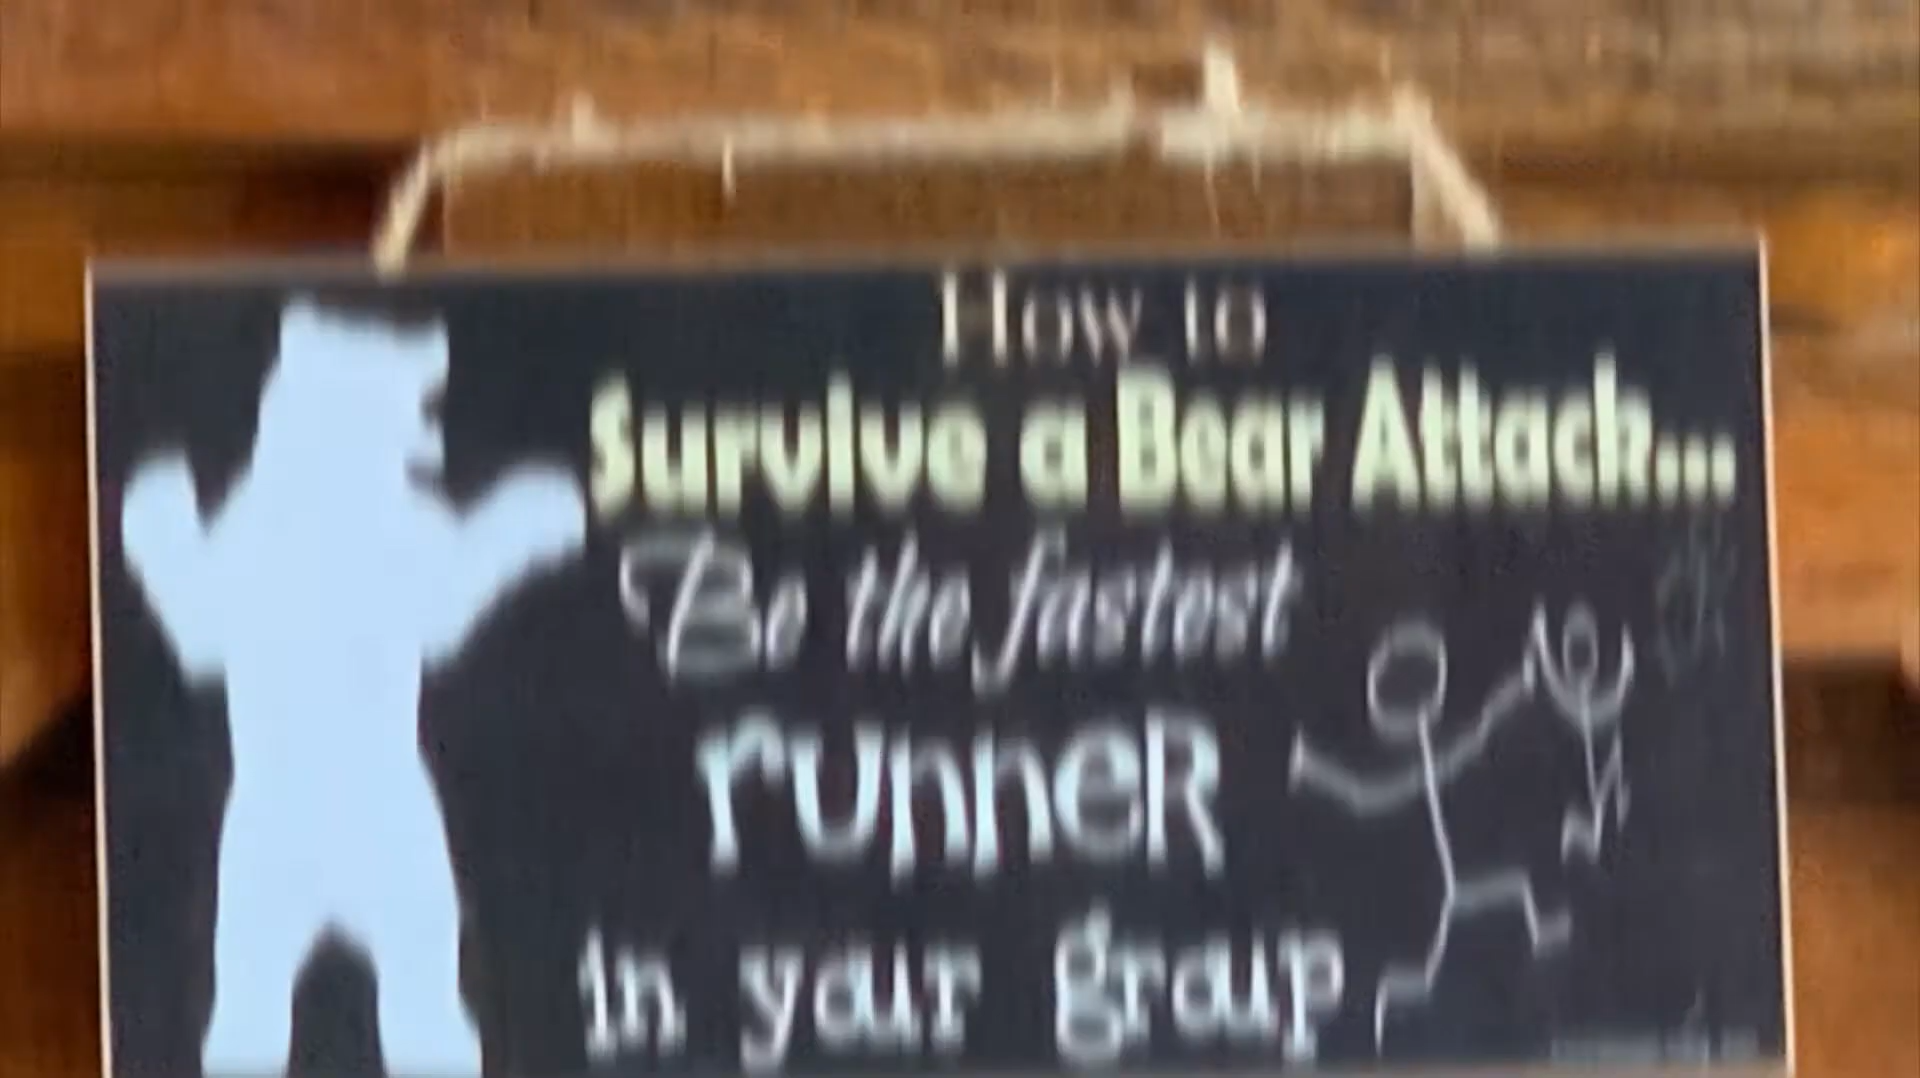 How to
Survive a Bear Attack...
Be the fastest
runneR
in your group